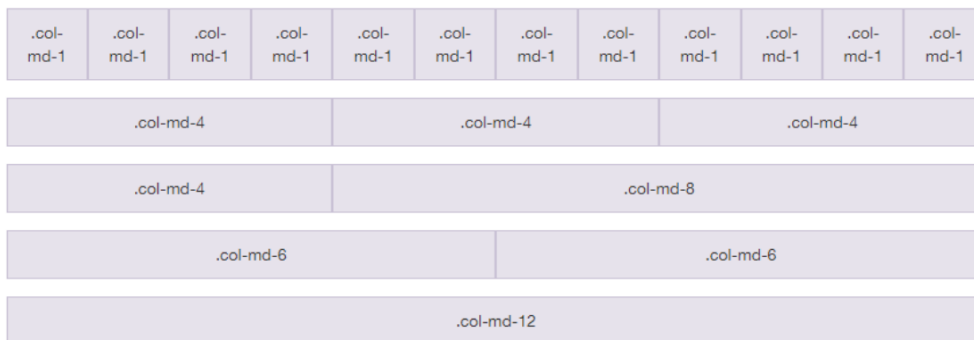 .col- .col- .col- .col- .col- .col- .col- .col- .col- .col- .col- .col-
md-1 md-1 md-1 md-1 md-1 md-1 md-1 md-1 md-1 md-1 md-1 md-1
.col-md-4 .col-md-4 .col-md-4
.col-md-4 .col-md-8
.col-md-6 .col-md-6
.col-md-12